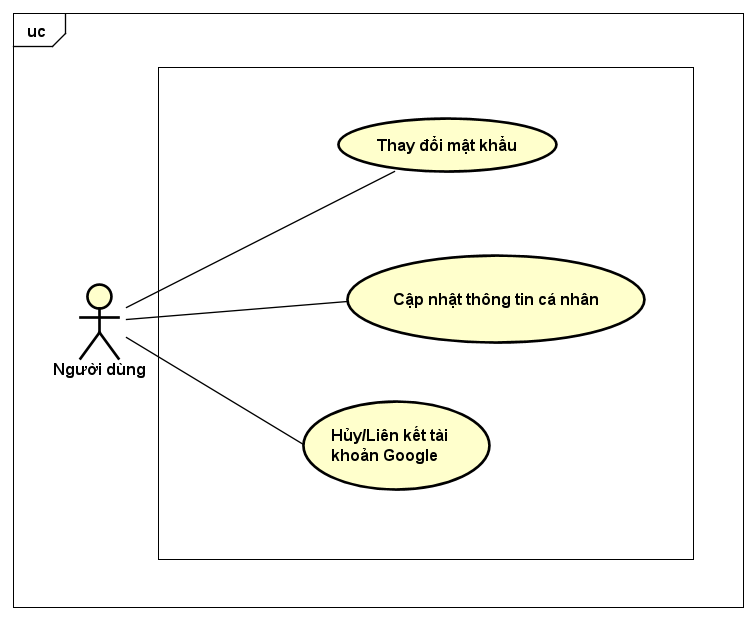 uc
Thay đổi mật khẩu
Cập nhật thông tin cá nhân
Người dùng
Hủy/Liên kết tài
khoản Google